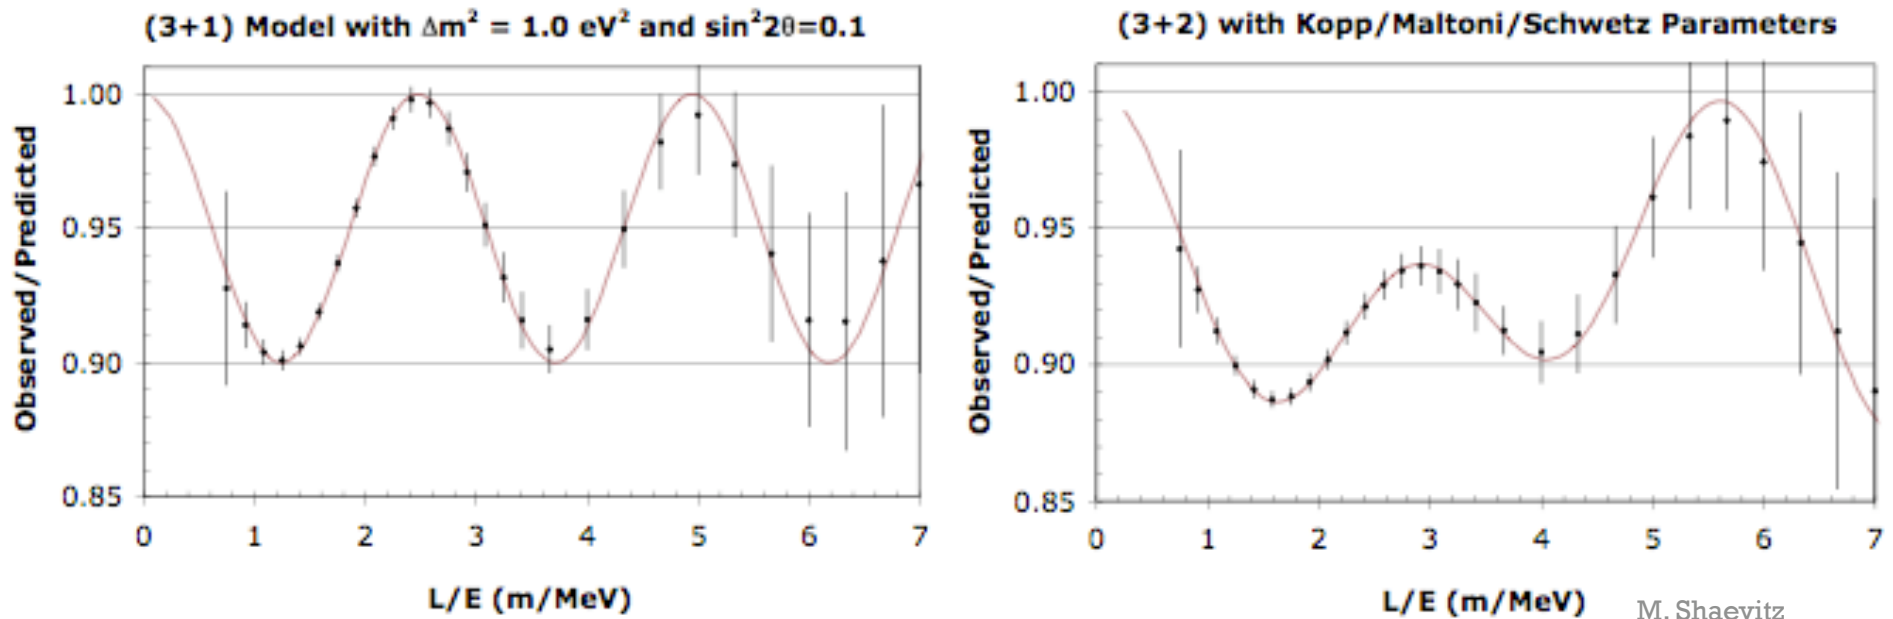 (3+1) Model with Δm² = 1.0 eV² and sin²2θ=0.1
Observed/Predicted
1.00
0.95
0.90
0.85
0 1 2 3 4 5 6 7
L/E (m/MeV)
(3+2) with Kopp/Maltoni/Schwetz Parameters
Observed/Predicted
1.00
0.95
0.90
0.85
0 1 2 3 4 5 6 7
L/E (m/MeV)
M. Shaevitz